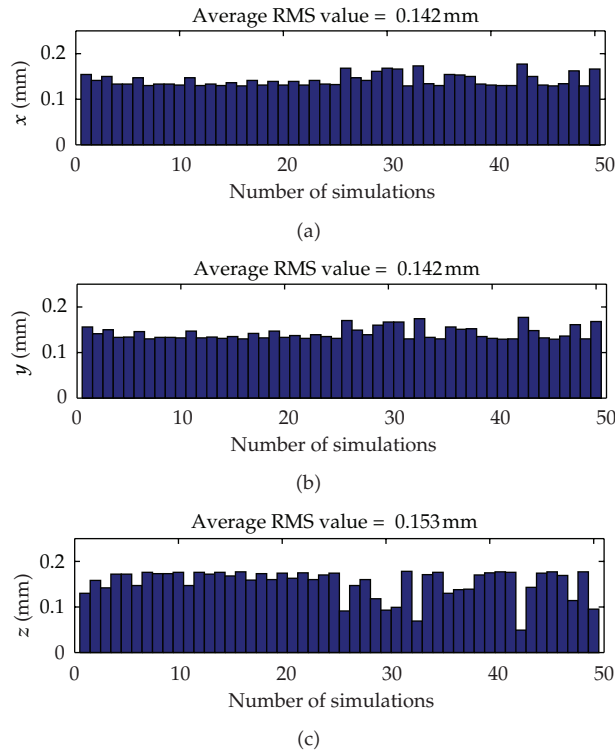 Average RMS value = 0.142 mm
0.2
0.1
0
x (mm)
0 10 20 30 40 50
Number of simulations
(a)
Average RMS value = 0.142 mm
0.2
0.1
0
y (mm)
0 10 20 30 40 50
Number of simulations
(b)
Average RMS value = 0.153 mm
0.2
0.1
0
z (mm)
0 10 20 30 40 50
Number of simulations
(c)